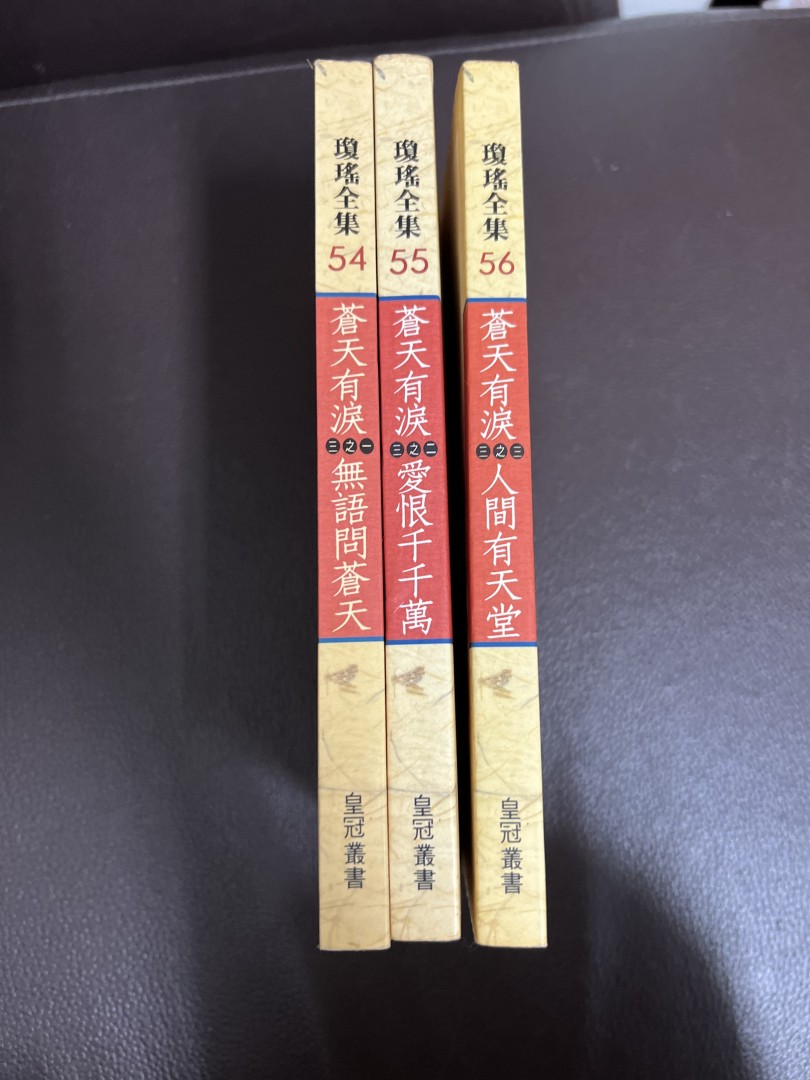 瓊瑤全集
54
蒼天有淚
三之一
無語問蒼天
皇冠叢書
瓊瑤全集
55
蒼天有淚
三之二
愛恨千千萬
皇冠叢書
瓊瑤全集
56
蒼天有淚
三之三
人間有天堂
皇冠叢書